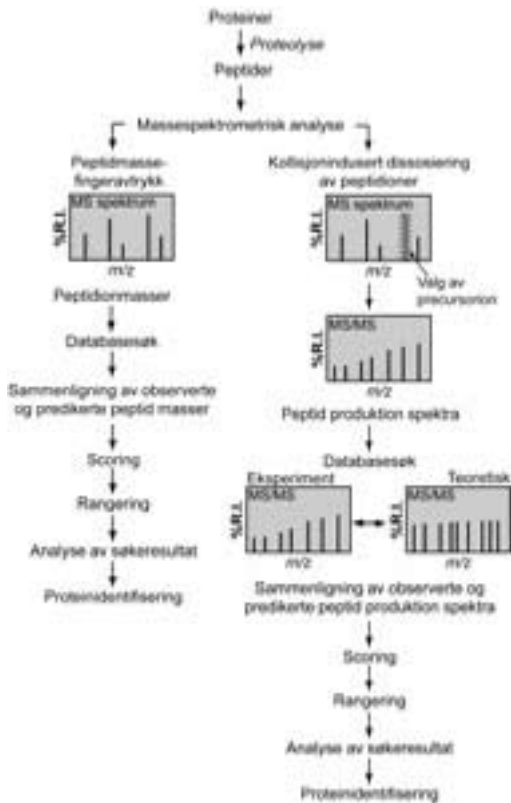 Proteiner
Proteolyse
Peptider
Massespektrometrisk analyse
Peptidmasse-
fingeravtrykk
MS spektrum
%R.I.
m/z
Peptidionmasser
Databasesøk
Sammenligning av observerte
og predikerte peptid masser
Scoring
Rangering
Analyse av søkeresultat
Proteinidentifisering
Kollisjonindusert dissosiering
av peptidioner
MS spektrum
%R.I.
m/z
Valg av
precursorion
MS/MS
%R.I.
m/z
Peptid produktion spektra
Databasesøk
Eksperiment
MS/MS
%R.I.
m/z
Teoretisk
MS/MS
%R.I.
m/z
Sammenligning av observerte og
predikerte peptid produktion spektra
Scoring
Rangering
Analyse av søkeresultat
Proteinidentifisering